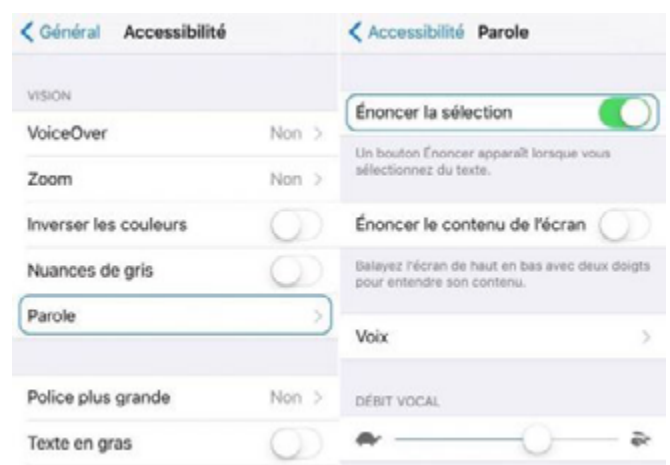 Général Accessibilité
VISION
VoiceOver Non
Zoom Non
Inverser les couleurs
Nuances de gris
Parole
Police plus grande Non
Texte en gras
Accessibilité Parole
Énoncer la sélection
Un bouton Énoncer apparaît lorsque vous
sélectionnez du texte.
Énoncer le contenu de l'écran
Balayez l'écran de haut en bas avec deux doigts
pour entendre son contenu.
Voix
DÉBIT VOCAL